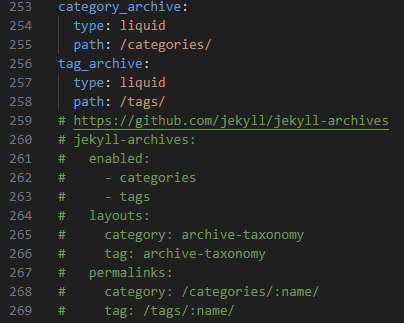 253 category_archive:
254   type: liquid
255   path: /categories/
256 tag_archive:
257   type: liquid
258   path: /tags/
259 # https://github.com/jekyll/jekyll-archives
260 # jekyll-archives:
261 #   enabled:
262 #     - categories
263 #     - tags
264 #   layouts:
265 #     category: archive-taxonomy
266 #     tag: archive-taxonomy
267 #   permalinks:
268 #     category: /categories/:name/
269 #     tag: /tags/:name/